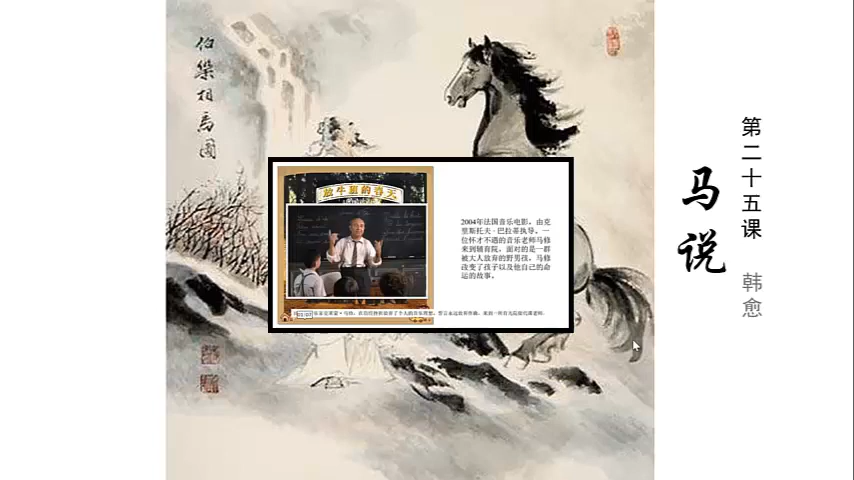 伯樂相馬圖
第二十五课
马说
韩愈
放牛班的春天
2004年法国音乐电影。由克
里斯托夫·巴拉蒂执导。一
位怀才不遇的音乐老师马修
来到辅育院，面对的是一群
被大人放弃的野男孩，马修
改变了孩子以及他自己的命
运的故事。